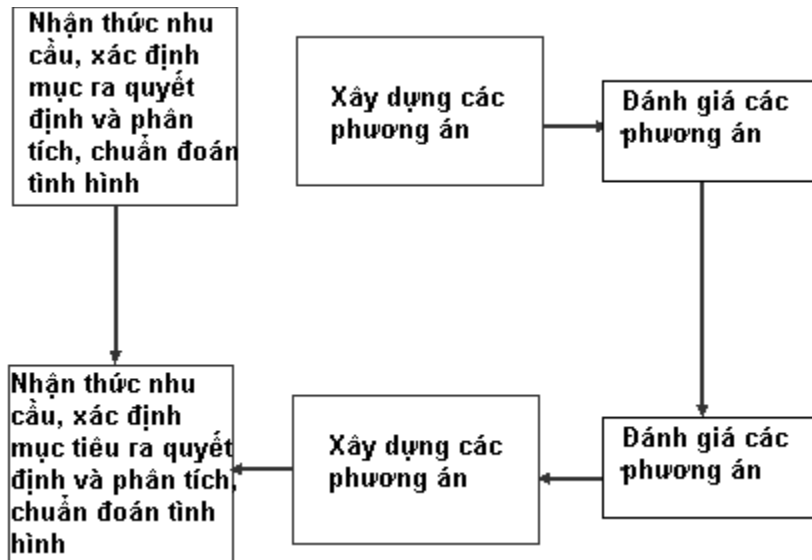 Nhận thức nhu
cầu, xác định
mục ra quyết
định và phân
tích, chuẩn đoán
tình hình
Xây dựng các
phương án
Đánh giá các
phương án
Nhận thức nhu
cầu, xác định
mục tiêu ra quyết
định và phân tích,
chuẩn đoán tình
hình
Xây dựng các
phương án
Đánh giá các
phương án